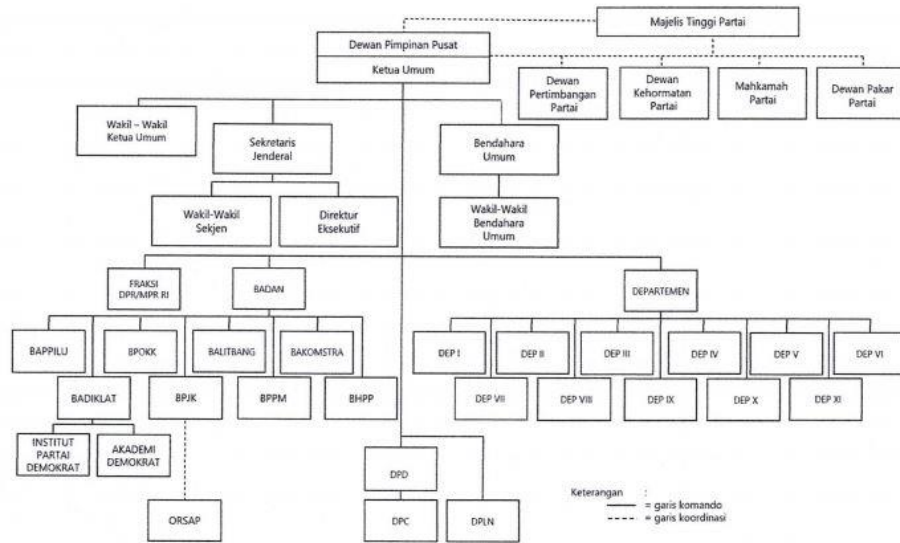 Majelis Tinggi Partai
Dewan Pimpinan Pusat
Ketua Umum
Dewan
Pertimbangan
Partai
Dewan
Kehormatan
Partai
Mahkamah
Partai
Dewan Pakar
Partai
Wakil – Wakil
Ketua Umum
Sekretaris
Jenderal
Bendahara
Umum
Wakil-Wakil
Sekjen
Direktur
Eksekutif
Wakil-Wakil
Bendahara
Umum
FRAKSI
DPR/MPR RI
BADAN
DEPARTEMEN
BAPPILU
BPOKK
BALITBANG
BAKOMSTRA
DEP I
DEP II
DEP III
DEP IV
DEP V
DEP VI
BADIKLAT
BPJK
BPPM
BHPP
DEP VII
DEP VIII
DEP IX
DEP X
DEP XI
INSTITUT
PARTAI
DEMOKRAT
AKADEMI
DEMOKRAT
DPD
ORSAP
DPC
DPLN
Keterangan :
= garis komando
= garis koordinasi